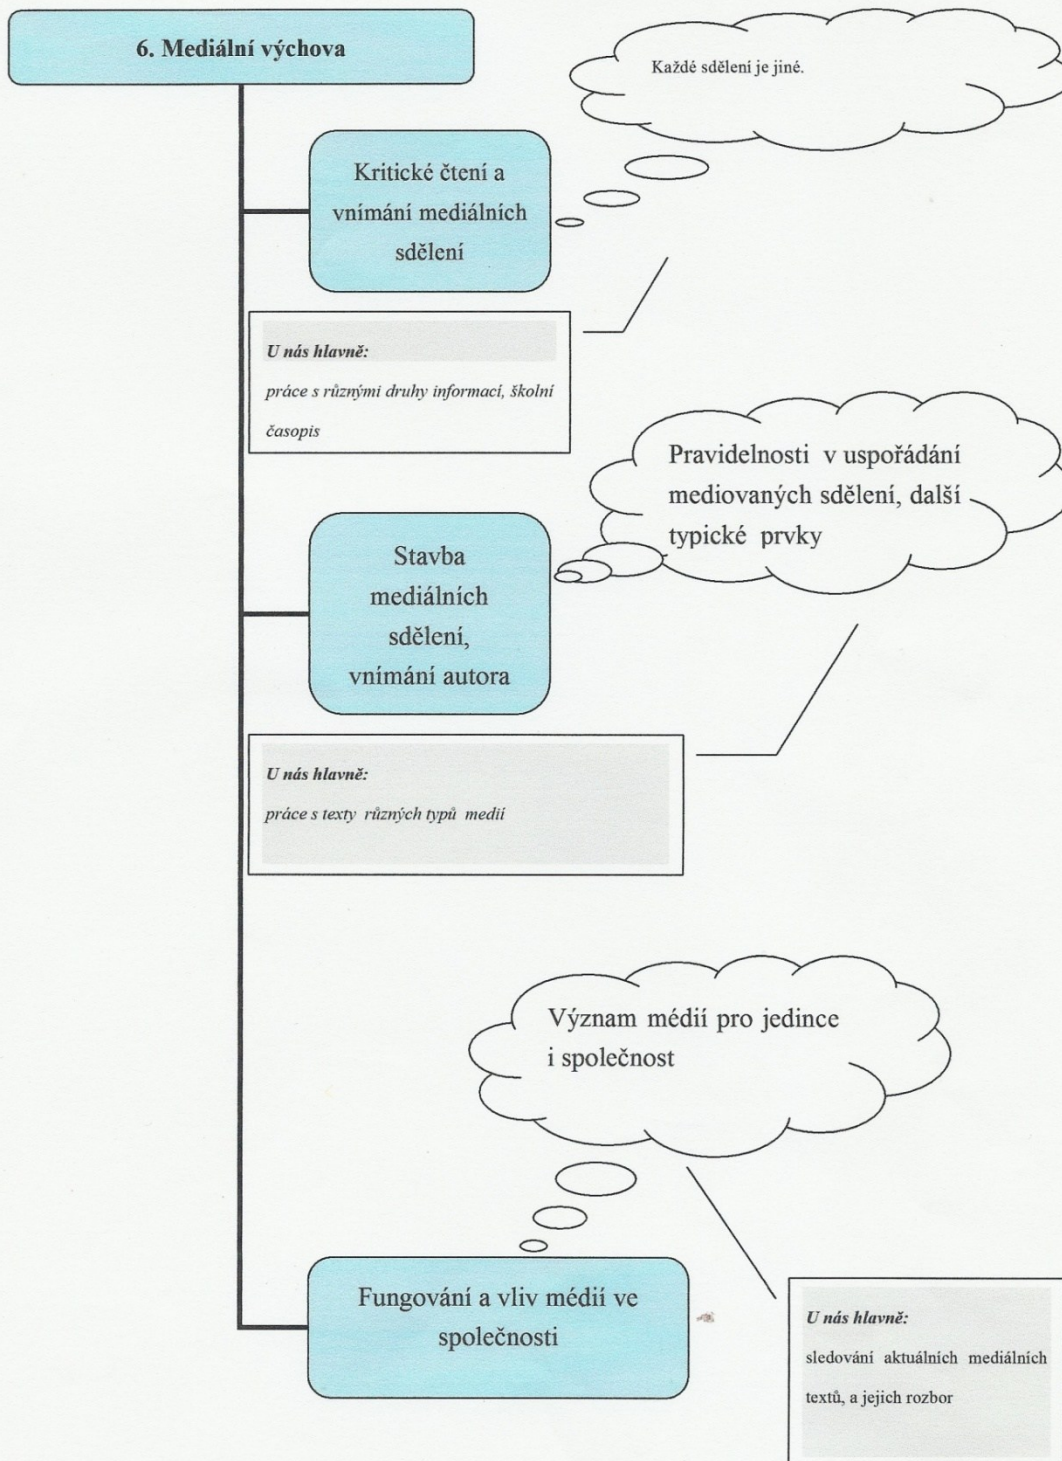 6. Mediální výchova
Každé sdělení je jiné.
Kritické čtení a
vnímání mediálních
sdělení
U nás hlavně:
práce s různými druhy informací, školní
časopis
Pravidelnosti v uspořádání
mediovaných sdělení, další
typické prvky
Stavba
mediálních
sdělení,
vnímání autora
U nás hlavně:
práce s texty různých typů medií
Význam médií pro jedince
i společnost
Fungování a vliv médií ve
společnosti
U nás hlavně:
sledování aktuálních mediálních
textů, a jejich rozbor